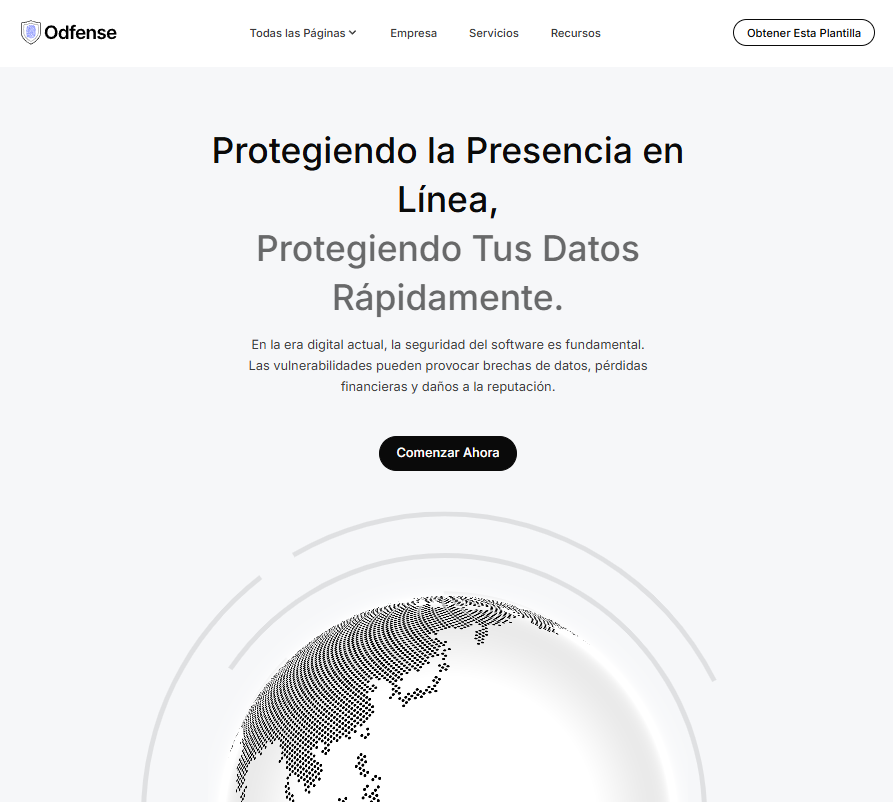 Odfense
Todas las Páginas
Empresa
Servicios
Recursos
Obtener Esta Plantilla
Protegiendo la Presencia en
Línea,
Protegiendo Tus Datos
Rápidamente.
En la era digital actual, la seguridad del software es fundamental.
Las vulnerabilidades pueden provocar brechas de datos, pérdidas
financieras y daños a la reputación.
Comenzar Ahora